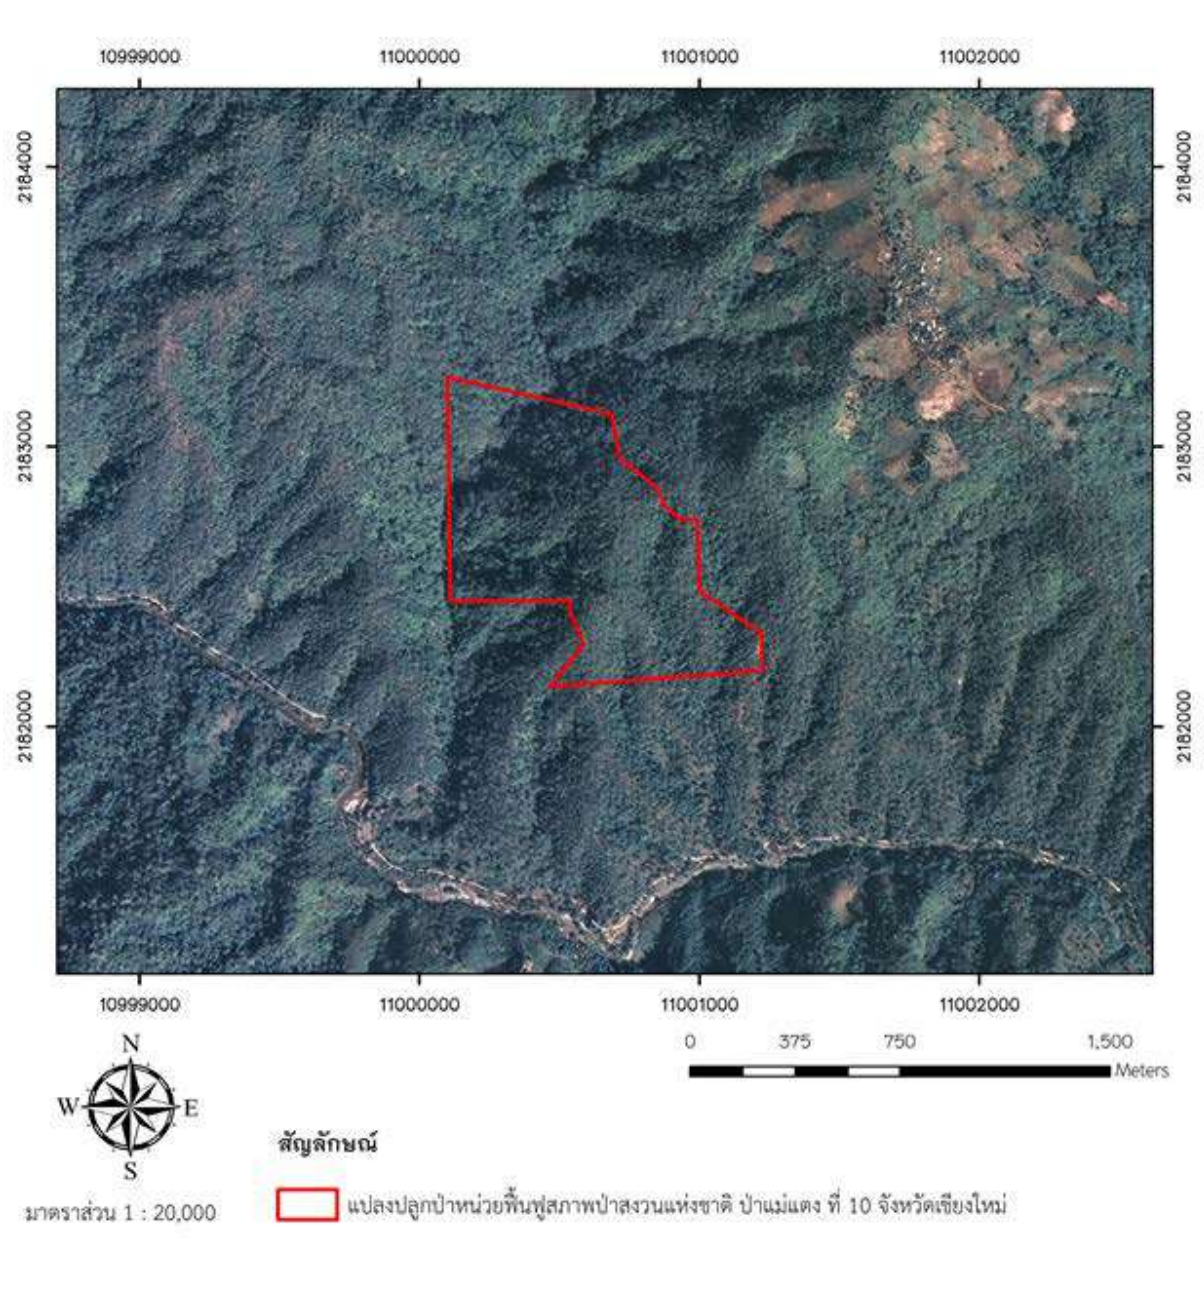 10999000 11000000 11001000 11002000
2184000 2184000
2183000 2183000
2182000 2182000
10999000 11000000 11001000 11002000
N
W E
S
0 375 750 1,500
Meters
สัญลักษณ์
มาตราส่วน 1 : 20,000
แปลงปลูกป่าหน่วยฟื้นฟูสภาพป่าสงวนแห่งชาติ ป่าแม่แตง ที่ 10 จังหวัดเชียงใหม่